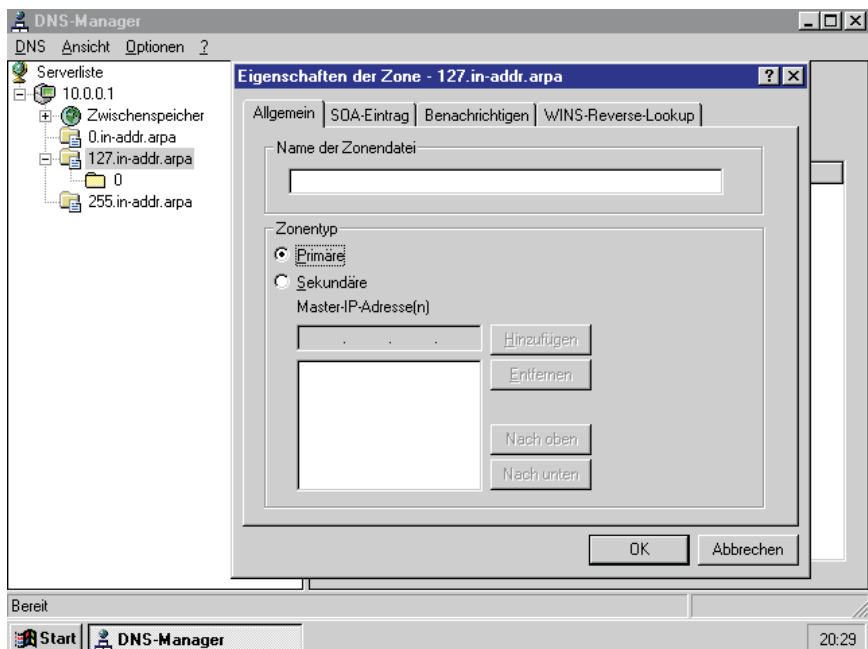 DNS-Manager
DNS Ansicht Optionen ?
Serverliste
10.0.0.1
Zwischenspeicher
0.in-addr.arpa
127.in-addr.arpa
0
255.in-addr.arpa
Eigenschaften der Zone - 127.in-addr.arpa
Allgemein SOA-Eintrag Benachrichtigen WINS-Reverse-Lookup
Name der Zonendatei
Zonentyp
Primäre
Sekundäre
Master-IP-Adresse(n)
. . .
Hinzufügen
Entfernen
Nach oben
Nach unten
OK Abbrechen
Bereit
Start DNS-Manager 20:29